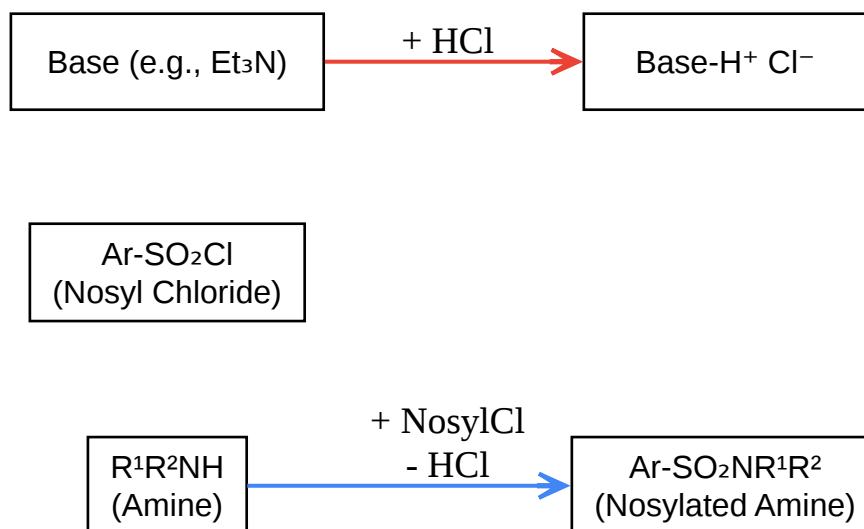 + HCl
Base (e.g., Et₃N)
Base-H⁺ Cl⁻
Ar-SO₂Cl
(Nosyl Chloride)
+ NosylCl
- HCl
R¹R²NH
(Amine)
Ar-SO₂NR¹R²
(Nosylated Amine)